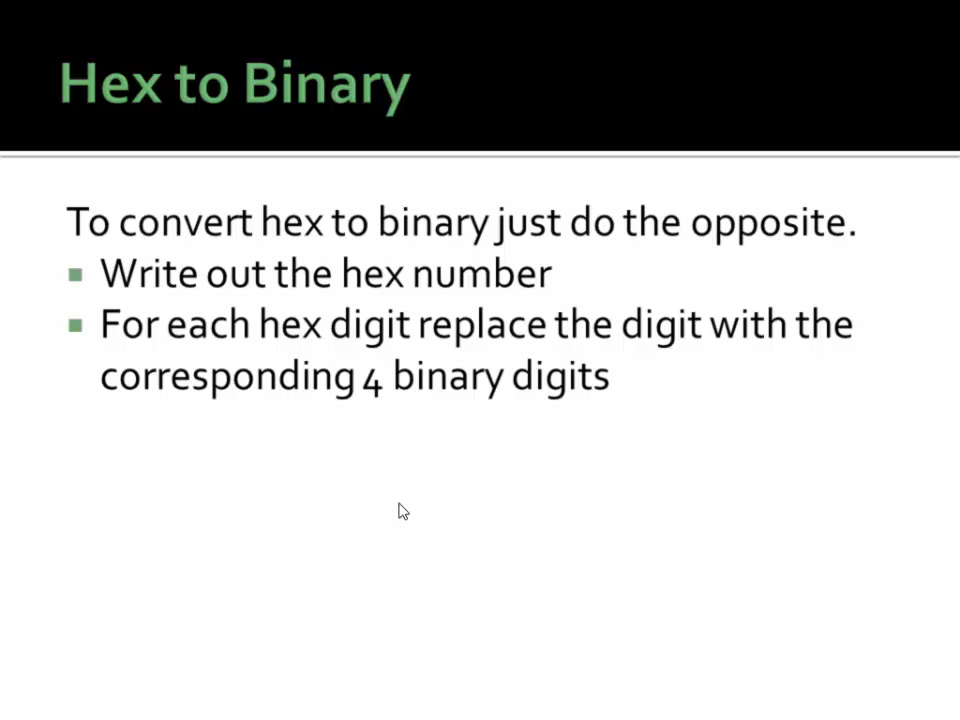 Hex to Binary
To convert hex to binary just do the opposite.
Write out the hex number
For each hex digit replace the digit with the
corresponding 4 binary digits